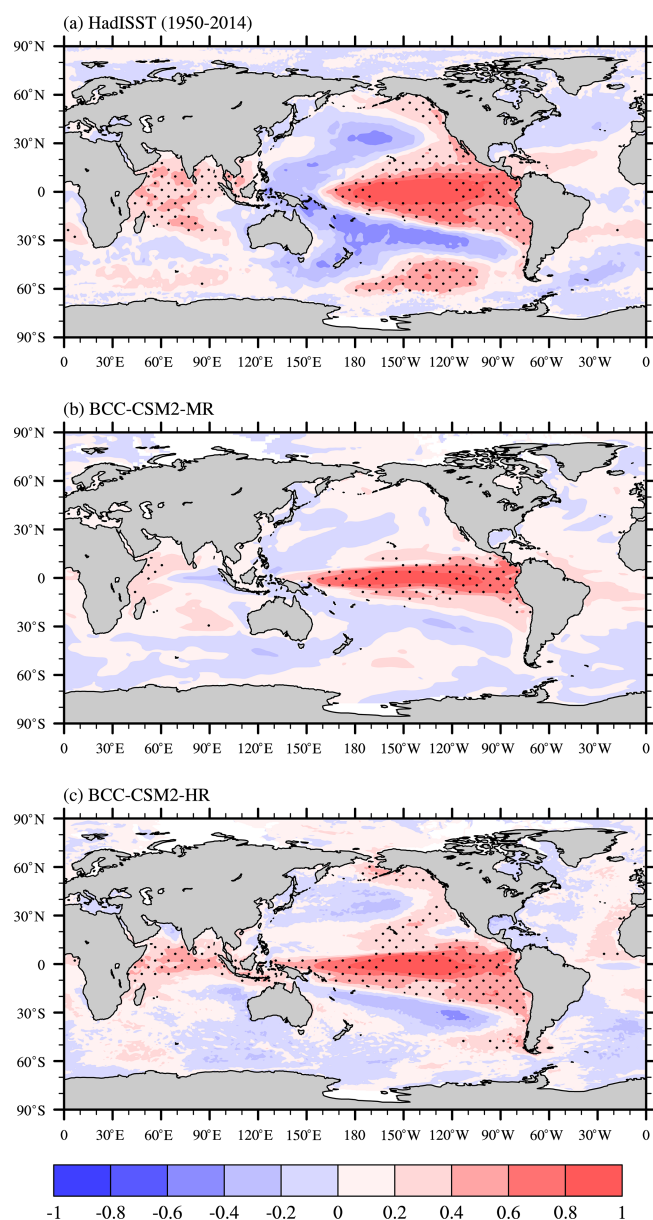 (a) HadISST (1950-2014)
90°N
60°N
30°N
0
30°S
60°S
90°S
0 30°E 60°E 90°E 120°E 150°E 180 150°W 120°W 90°W 60°W 30°W 0
(b) BCC-CSM2-MR
90°N
60°N
30°N
0
30°S
60°S
90°S
0 30°E 60°E 90°E 120°E 150°E 180 150°W 120°W 90°W 60°W 30°W 0
(c) BCC-CSM2-HR
90°N
60°N
30°N
0
30°S
60°S
90°S
0 30°E 60°E 90°E 120°E 150°E 180 150°W 120°W 90°W 60°W 30°W 0
-1 -0.8 -0.6 -0.4 -0.2 0 0.2 0.4 0.6 0.8 1